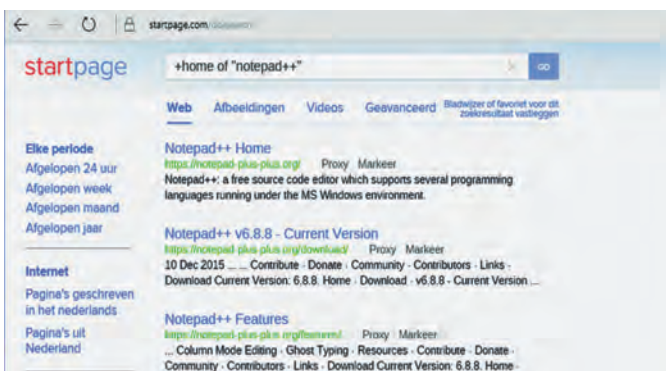 startpage.com/
startpage
+home of "notepad++"
GO
Web Afbeeldingen Videos Geavanceerd Bladwijzer of favoriet voor dit
zoekresultaat vastleggen
Elke periode
Afgelopen 24 uur
Afgelopen week
Afgelopen maand
Afgelopen jaar
Internet
Pagina's geschreven
in het nederlands
Pagina's uit
Nederland
Notepad++ Home
https://notepad-plus-plus.org/ Proxy Markeer
Notepad++: a free source code editor which supports several programming
languages running under the MS Windows environment.
Notepad++ v6.8.8 - Current Version
https://notepad-plus-plus.org/download/ Proxy Markeer
10 Dec 2015 ... ... Contribute · Donate · Community · Contributors · Links ·
Download Current Version: 6.8.8. Home · Download · v6.8.8 - Current Version ...
Notepad++ Features
https://notepad-plus-plus.org/features/ Proxy Markeer
... Column Mode Editing · Ghost Typing · Resources · Contribute · Donate ·
Community · Contributors · Links · Download Current Version: 6.8.8. Home ·